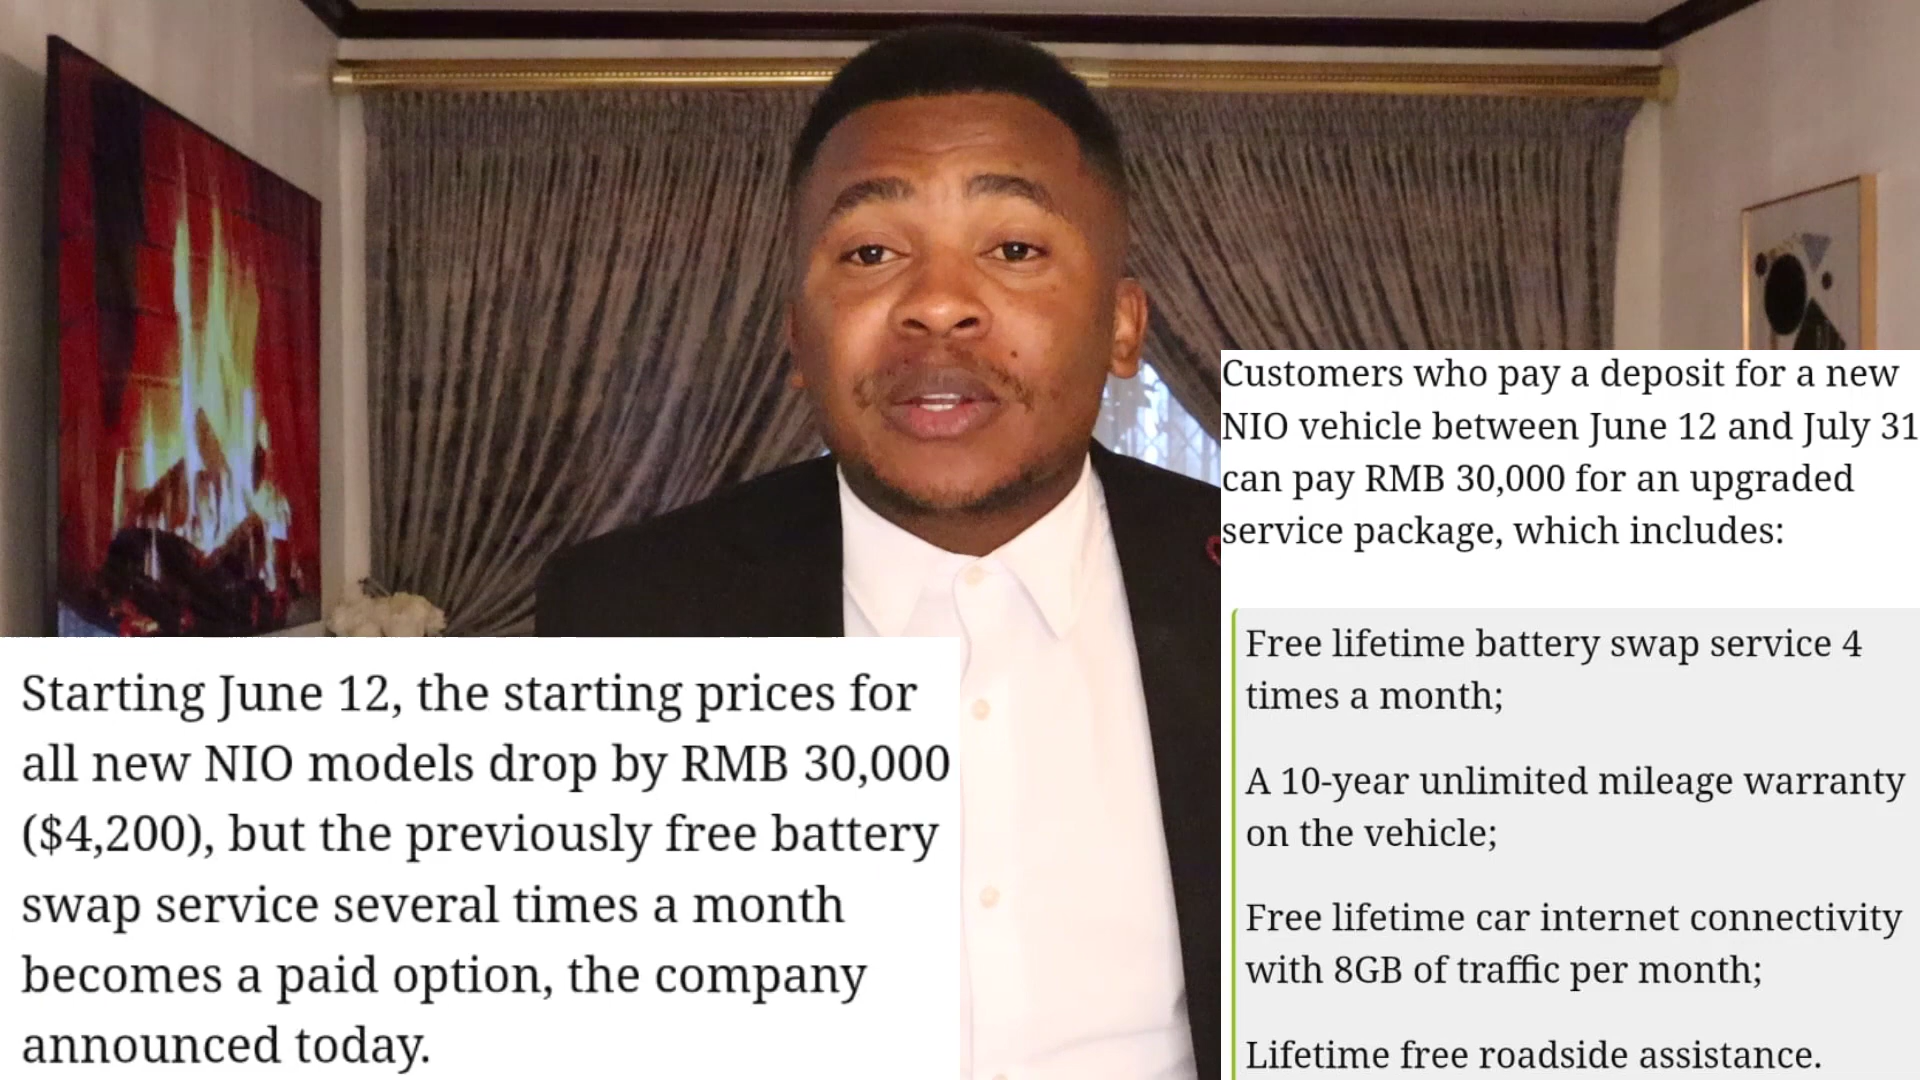 Starting June 12, the starting prices for
all new NIO models drop by RMB 30,000
($4,200), but the previously free battery
swap service several times a month
becomes a paid option, the company
announced today.
Customers who pay a deposit for a new
NIO vehicle between June 12 and July 31
can pay RMB 30,000 for an upgraded
service package, which includes:
Free lifetime battery swap service 4
times a month;
A 10-year unlimited mileage warranty
on the vehicle;
Free lifetime car internet connectivity
with 8GB of traffic per month;
Lifetime free roadside assistance.